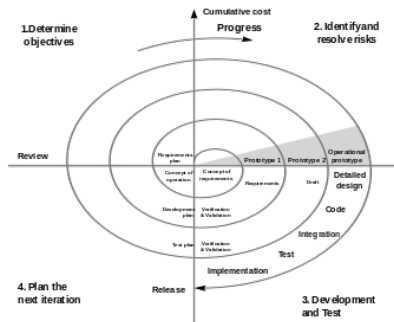 Cumulative cost
1.Determine
objectives
Progress
2. Identify and
resolve risks
Review
Requirements
plan
Concept of
operation
Concept of
requirements
Prototype 1
Prototype 2
Operational
prototype
Requirements
Draft
Detailed
design
Development
plan
Verification
& Validation
Code
Test plan
Verification
& Validation
Integration
Test
Implementation
Release
4. Plan the
next iteration
3. Development
and Test